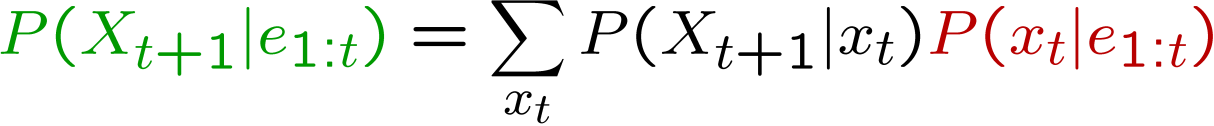 P(X_{t+1}|e_{1:t}) = \sum_{x_t} P(X_{t+1}|x_t)P(x_t|e_{1:t})